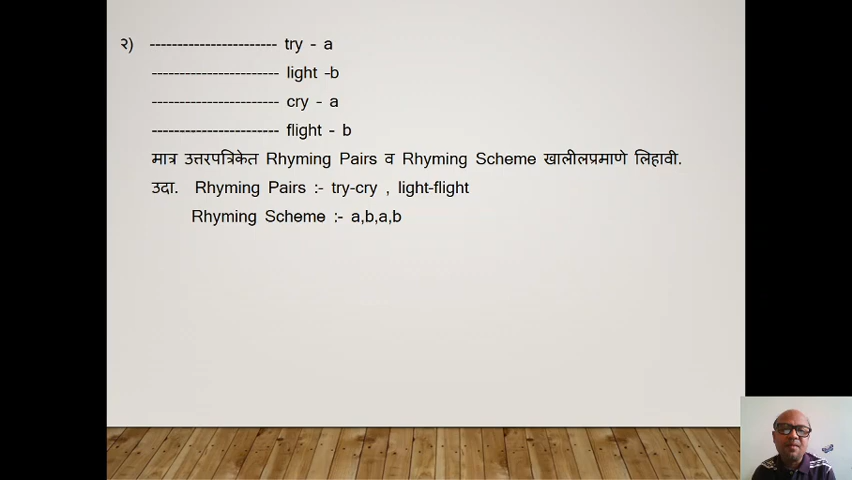 २) ----------------------- try - a
----------------------- light -b
----------------------- cry - a
----------------------- flight - b
मात्र उत्तरपत्रिकेत Rhyming Pairs व Rhyming Scheme खालीलप्रमाणे लिहावी.
उदा. Rhyming Pairs :- try-cry , light-flight
Rhyming Scheme :- a,b,a,b